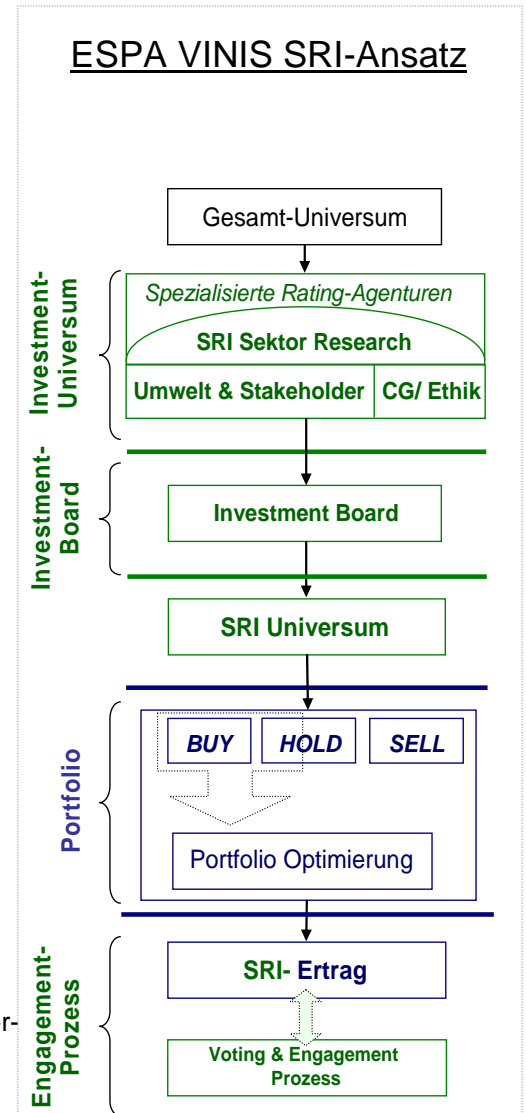 ESPA VINIS SRI-Ansatz
Gesamt-Universum
Investment-
Universum
Spezialisierte Rating-Agenturen
SRI Sektor Research
Umwelt & Stakeholder
CG/ Ethik
Investment-
Board
Investment Board
SRI Universum
Portfolio
BUY
HOLD
SELL
Portfolio Optimierung
Engagement-
Prozess
SRI- Ertrag
er-
Voting & Engagement
Prozess